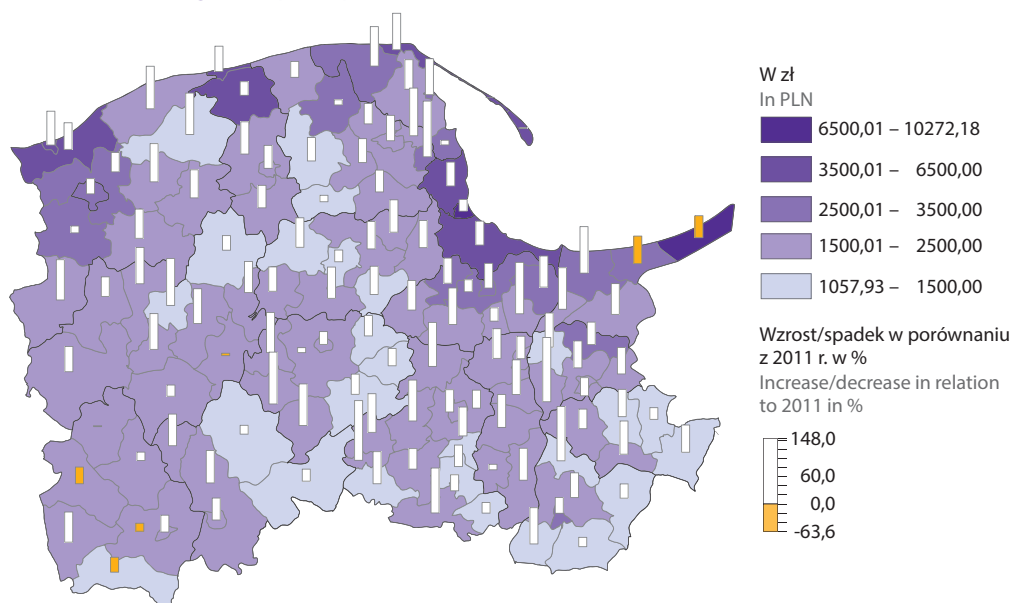 W zł
In PLN
6500,01 – 10272,18
3500,01 – 6500,00
2500,01 – 3500,00
1500,01 – 2500,00
1057,93 – 1500,00
Wzrost/spadek w porównaniu
z 2011 r. w %
Increase/decrease in relation
to 2011 in %
148,0
60,0
0,0
-63,6